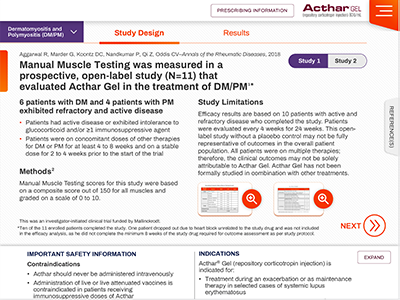 PRESCRIBING INFORMATION
Acthar GEL
(repository corticotropin injection) 80 U/mL
Dermatomyositis and
Polymyositis (DM/PM)
Study Design
Results
Aggarwal R, Marder G, Koontz DC, Nandkumar P, Qi Z, Oddis CV–Annals of the Rheumatic Diseases, 2018
Manual Muscle Testing was measured in a
prospective, open-label study (N=11) that
evaluated Acthar Gel in the treatment of DM/PM¹*
Study 1
Study 2
6 patients with DM and 4 patients with PM
exhibited refractory and active disease
• Patients had active disease or exhibited intolerance to
glucocorticoid and/or ≥1 immunosuppressive agent
• Patients were on concomitant doses of other therapies
for DM or PM for at least 4 to 8 weeks and on a stable
dose for 2 to 4 weeks prior to the start of the trial
Methods²
Manual Muscle Testing scores for this study were based
on a composite score out of 150 for all muscles and
graded on a scale of 0 to 10.
Study Limitations
Efficacy results are based on 10 patients with active and
refractory disease who completed the study. Patients
were evaluated every 4 weeks for 24 weeks. This open-
label study without a placebo control may not be fully
representative of outcomes in the overall patient
population. All patients were on multiple therapies;
therefore, the clinical outcomes may not be solely
attributable to Acthar Gel. Acthar Gel has not been
formally studied in combination with other treatments.
REFERENCE(S)
NEXT
This was an investigator-initiated clinical trial funded by Mallinckrodt.
*Ten of the 11 enrolled patients completed the study. One patient dropped out due to heart block unrelated to the study drug and was not included
in the efficacy analysis, as he did not complete the minimum 8 weeks of the study drug required for outcome assessment as per study protocol.
IMPORTANT SAFETY INFORMATION
Contraindications
• Acthar should never be administered intravenously
• Administration of live or live attenuated vaccines is
contraindicated in patients receiving
immunosuppressive doses of Acthar
INDICATIONS
EXPAND
Acthar® Gel (repository corticotropin injection) is
indicated for:
• Treatment during an exacerbation or as maintenance
therapy in selected cases of systemic lupus
erythematosus